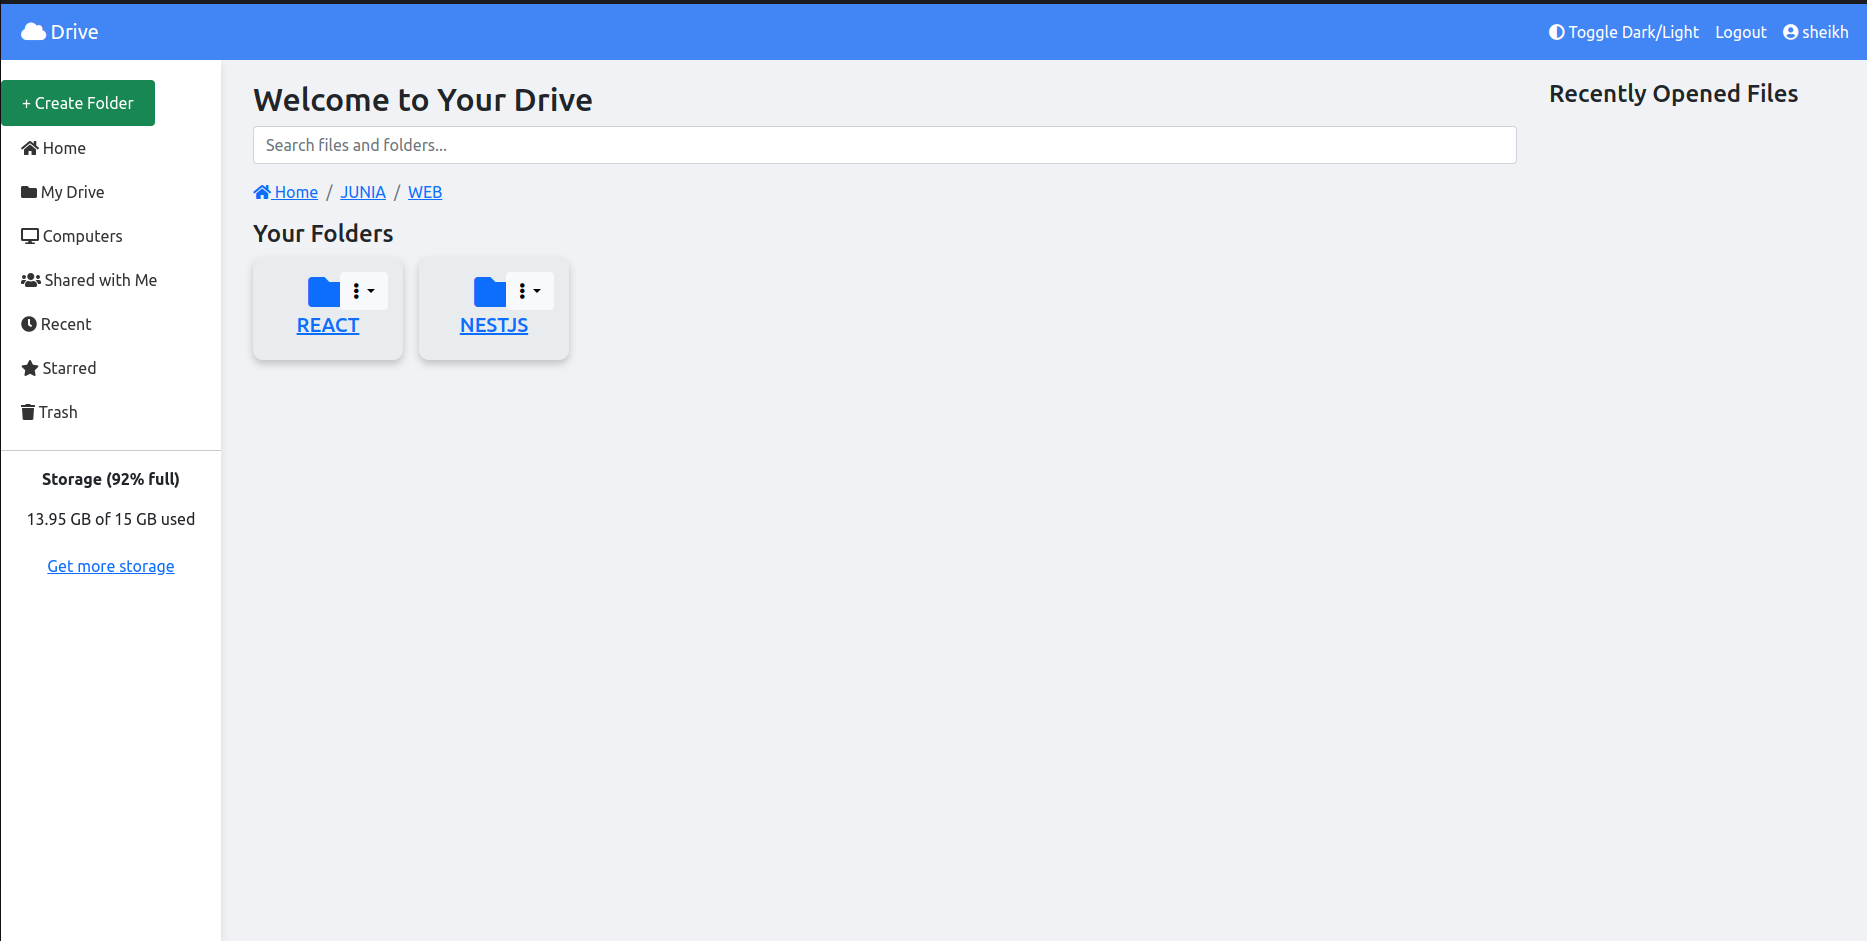 Drive
Toggle Dark/Light Logout sheikh
+ Create Folder
Home
My Drive
Computers
Shared with Me
Recent
Starred
Trash
Storage (92% full)
13.95 GB of 15 GB used
Get more storage
Welcome to Your Drive
Search files and folders...
Home / JUNIA / WEB
Your Folders
REACT
NESTJS
Recently Opened Files